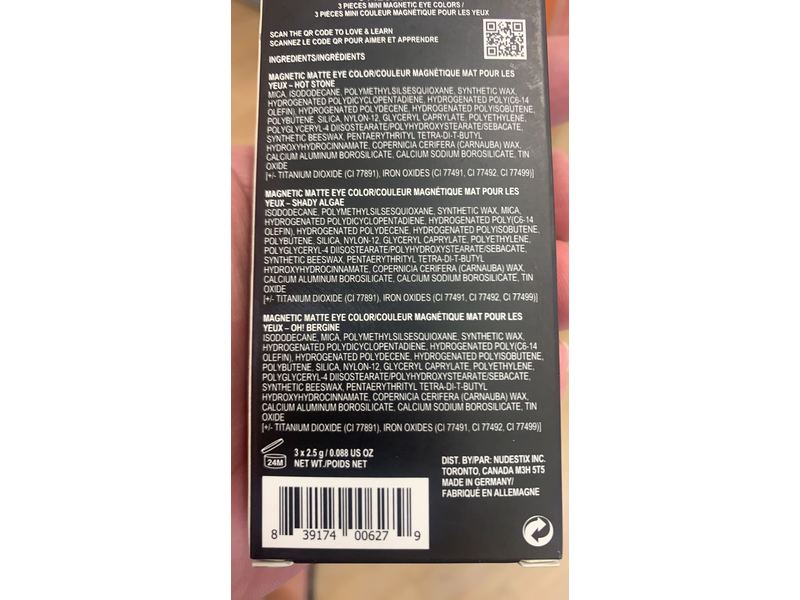 3 PIECES MINI MAGNETIC EYE COLORS /
3 PIÈCES MINI COULEUR MAGNÉTIQUE POUR LES YEUX
SCAN THE QR CODE TO LOVE & LEARN
SCANNEZ LE CODE QR POUR AIMER ET APPRENDRE
INGREDIENTS/INGRÉDIENTS
MAGNETIC MATTE EYE COLOR/COULEUR MAGNÉTIQUE MAT POUR LES
YEUX – HOT STONE
MICA, ISODODECANE, POLYMETHYLSILSESQUIOXANE, SYNTHETIC WAX,
HYDROGENATED POLYDICYCLOPENTADIENE, HYDROGENATED POLY(C6-14
OLEFIN), HYDROGENATED POLYDECENE, HYDROGENATED POLYISOBUTENE,
POLYBUTENE, SILICA, NYLON-12, GLYCERYL CAPRYLATE, POLYETHYLENE,
POLYGLYCERYL-4 DIISOSTEARATE/POLYHYDROXYSTEARATE/SEBACATE,
SYNTHETIC BEESWAX, PENTAERYTHRITYL TETRA-DI-T-BUTYL
HYDROXYHYDROCINNAMATE, COPERNICIA CERIFERA (CARNAUBA) WAX,
CALCIUM ALUMINUM BOROSILICATE, CALCIUM SODIUM BOROSILICATE, TIN
OXIDE
[+/- TITANIUM DIOXIDE (CI 77891), IRON OXIDES (CI 77491, CI 77492, CI 77499)]
MAGNETIC MATTE EYE COLOR/COULEUR MAGNÉTIQUE MAT POUR LES
YEUX – SHADY ALGAE
ISODODECANE, POLYMETHYLSILSESQUIOXANE, SYNTHETIC WAX, MICA,
HYDROGENATED POLYDICYCLOPENTADIENE, HYDROGENATED POLY(C6-14
OLEFIN), HYDROGENATED POLYDECENE, HYDROGENATED POLYISOBUTENE,
POLYBUTENE, SILICA, NYLON-12, GLYCERYL CAPRYLATE, POLYETHYLENE,
POLYGLYCERYL-4 DIISOSTEARATE/POLYHYDROXYSTEARATE/SEBACATE,
SYNTHETIC BEESWAX, PENTAERYTHRITYL TETRA-DI-T-BUTYL
HYDROXYHYDROCINNAMATE, COPERNICIA CERIFERA (CARNAUBA) WAX,
CALCIUM ALUMINUM BOROSILICATE, CALCIUM SODIUM BOROSILICATE, TIN
OXIDE
[+/- TITANIUM DIOXIDE (CI 77891), IRON OXIDES (CI 77491, CI 77492, CI 77499)]
MAGNETIC MATTE EYE COLOR/COULEUR MAGNÉTIQUE MAT POUR LES
YEUX – OH! BERGINE
ISODODECANE, MICA, POLYMETHYLSILSESQUIOXANE, SYNTHETIC WAX,
HYDROGENATED POLYDICYCLOPENTADIENE, HYDROGENATED POLY(C6-14
OLEFIN), HYDROGENATED POLYDECENE, HYDROGENATED POLYISOBUTENE,
POLYBUTENE, SILICA, NYLON-12, GLYCERYL CAPRYLATE, POLYETHYLENE,
POLYGLYCERYL-4 DIISOSTEARATE/POLYHYDROXYSTEARATE/SEBACATE,
SYNTHETIC BEESWAX, PENTAERYTHRITYL TETRA-DI-T-BUTYL
HYDROXYHYDROCINNAMATE, COPERNICIA CERIFERA (CARNAUBA) WAX,
CALCIUM ALUMINUM BOROSILICATE, CALCIUM SODIUM BOROSILICATE, TIN
OXIDE
[+/- TITANIUM DIOXIDE (CI 77891), IRON OXIDES (CI 77491, CI 77492, CI 77499)]
24M
3 x 2.5 g / 0.088 US OZ
NET WT./POIDS NET
DIST. BY/PAR: NUDESTIX INC.
TORONTO, CANADA M3H 5T5
MADE IN GERMANY/
FABRIQUÉ EN ALLEMAGNE
8 39174 00627 9